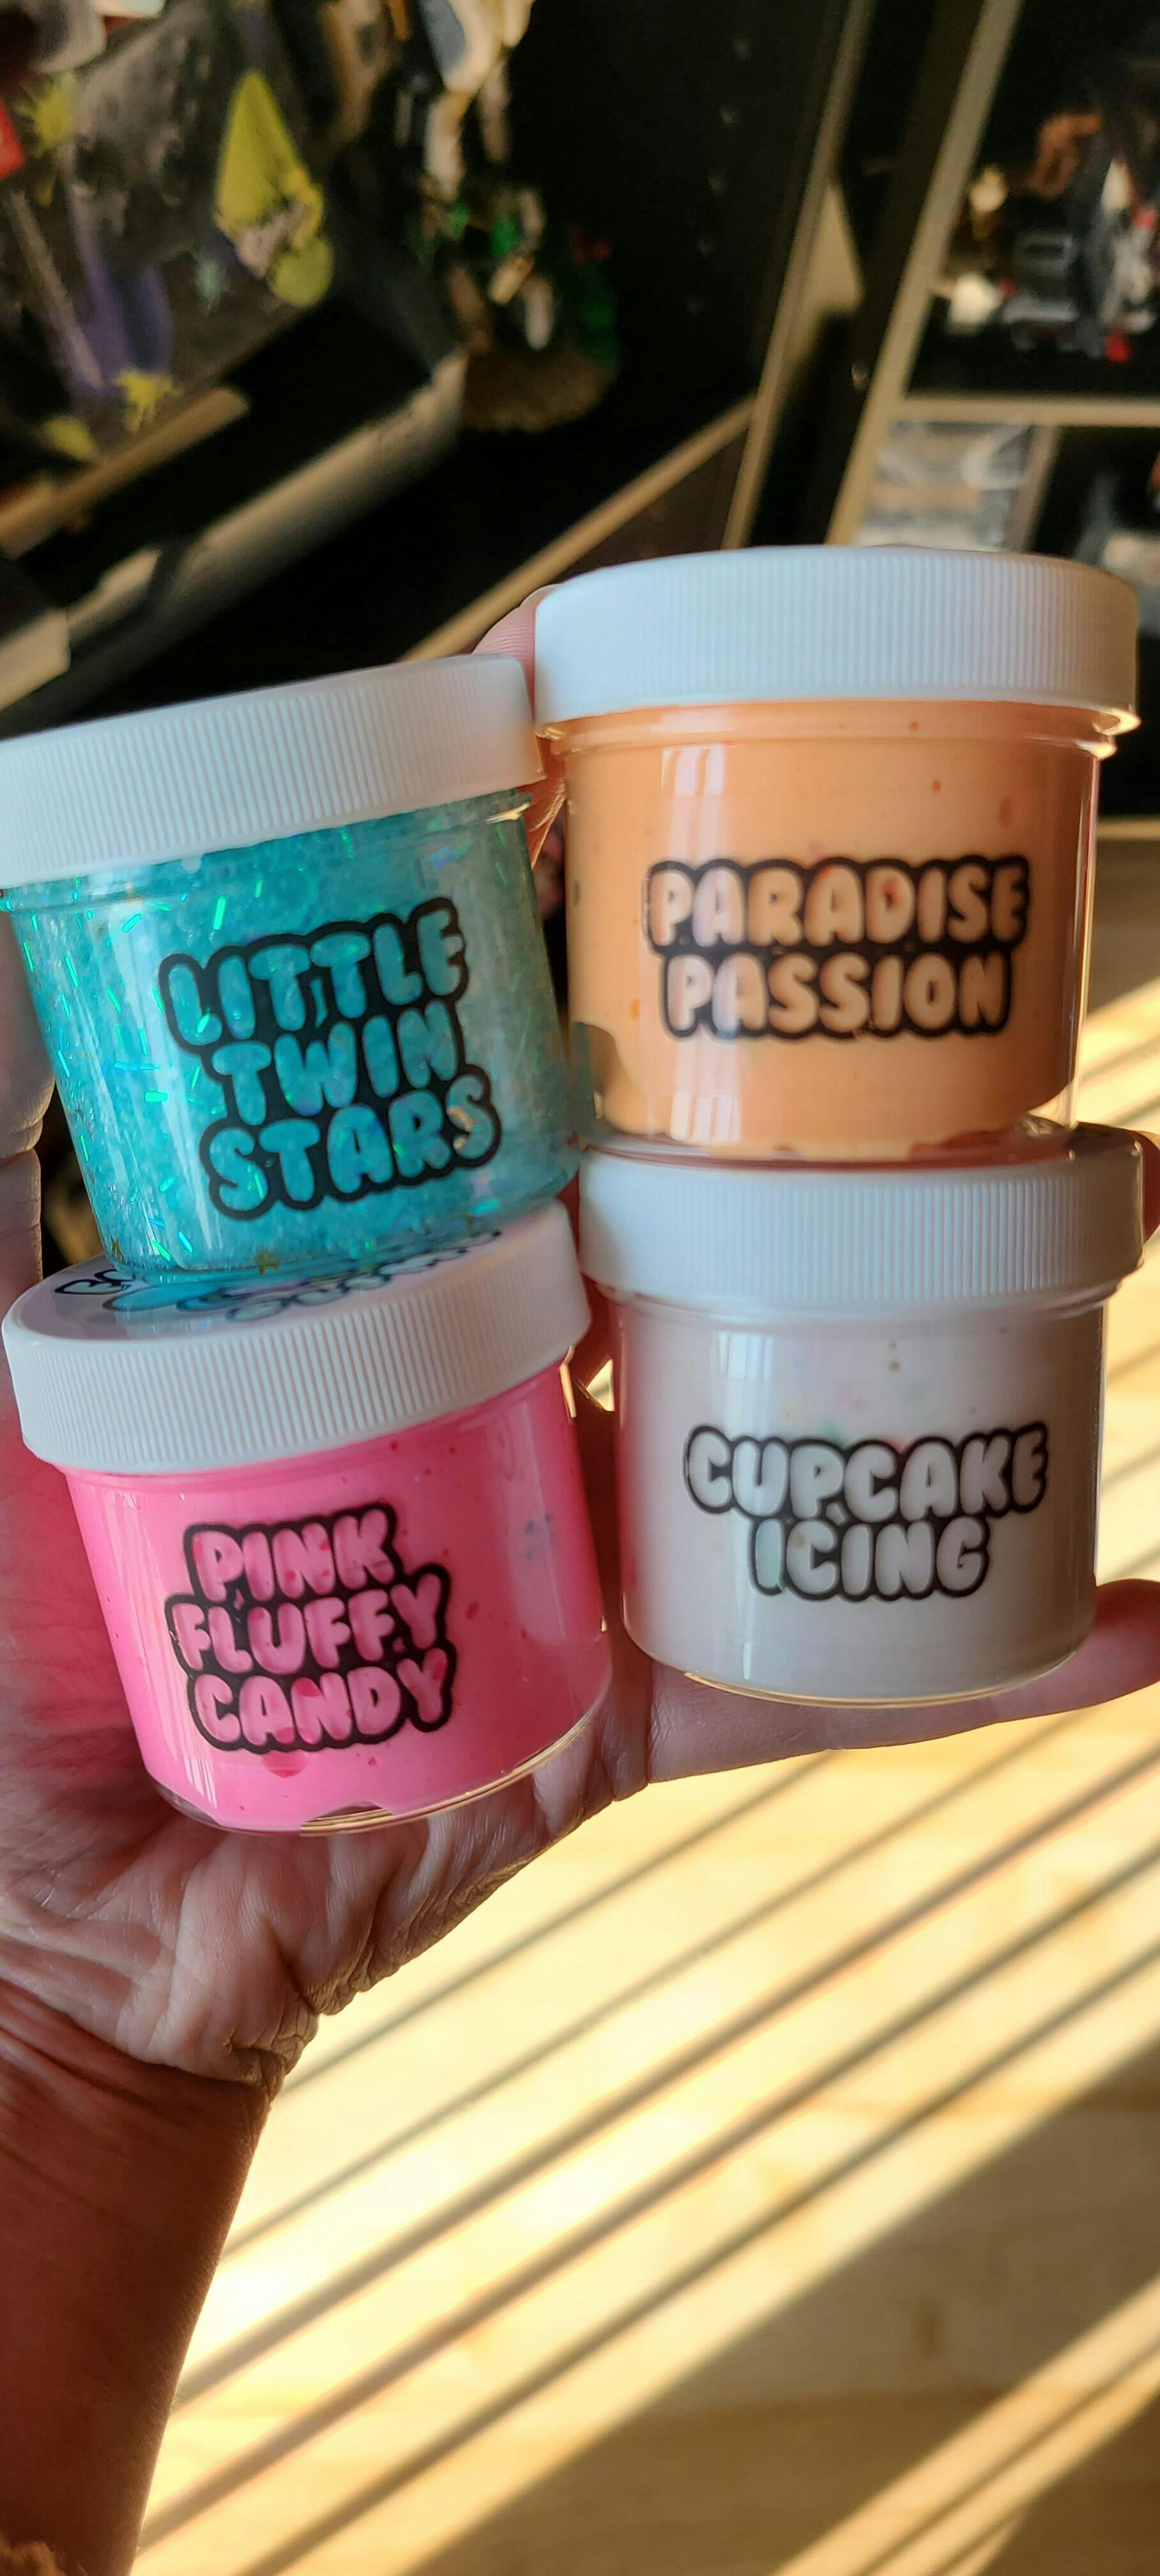 LITTLE
TWIN
STARS
PARADISE
PASSION
PINK
FLUFFY
CANDY
CUPCAKE
ICING